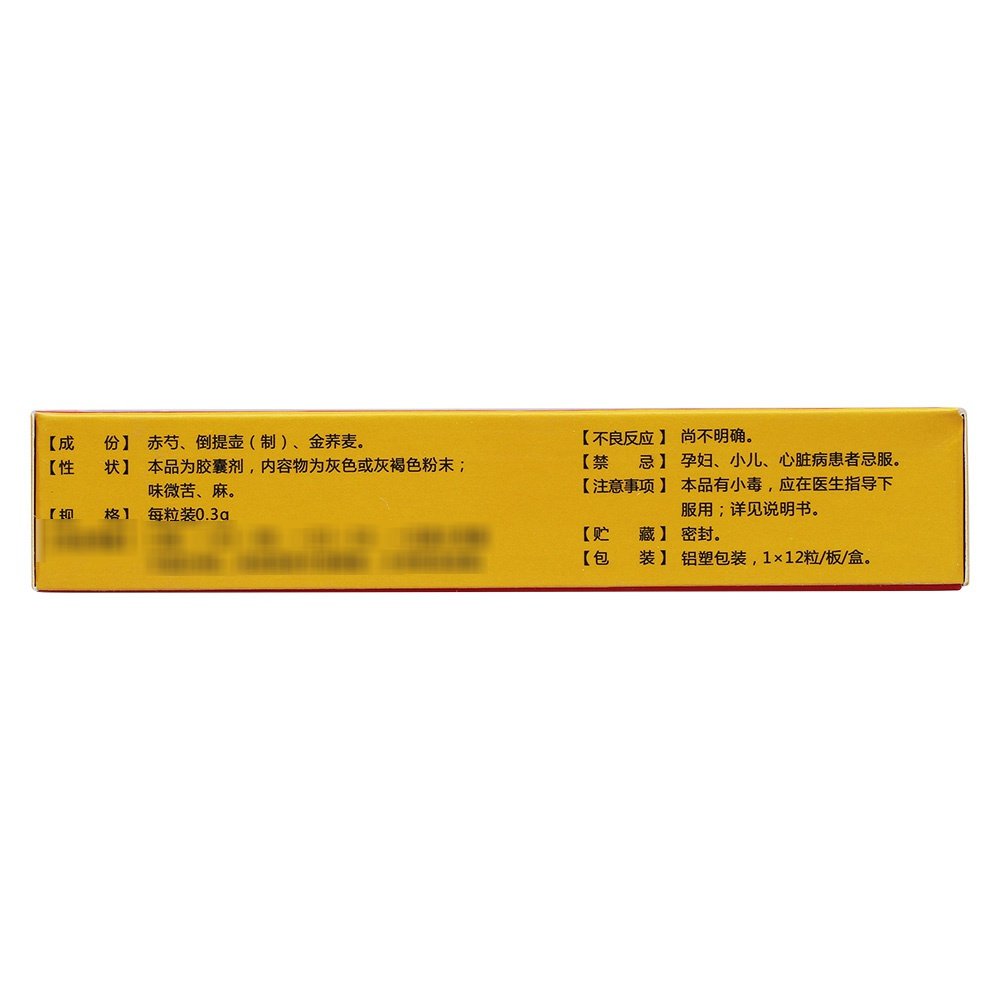 【成 份】 赤芍、倒提壶（制）、金荞麦。
【性 状】 本品为胶囊剂，内容物为灰色或灰褐色粉末；
味微苦、麻。
【规 格】 每粒装0.3g
【不良反应】 尚不明确。
【禁 忌】 孕妇、小儿、心脏病患者忌服。
【注意事项】 本品有小毒，应在医生指导下
服用；详见说明书。
【贮 藏】 密封。
【包 装】 铝塑包装，1×12粒/板/盒。